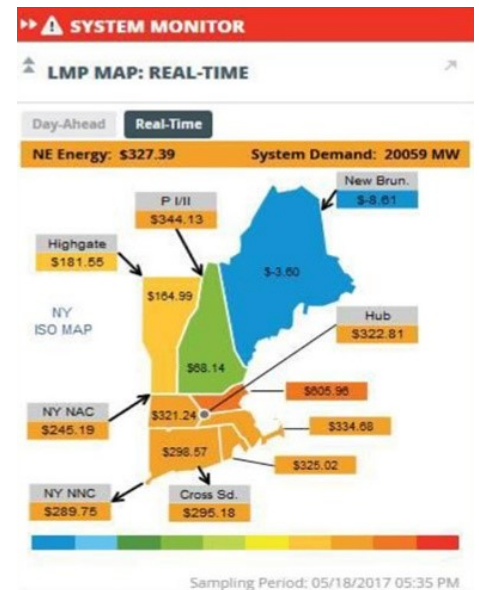 SYSTEM MONITOR
LMP MAP: REAL-TIME
Day-Ahead Real-Time
NE Energy: $327.39 System Demand: 20059 MW
New Brun.
$-8.61
P I/II
$344.13
Highgate
$181.55
$-3.60
$164.99
NY
ISO MAP
Hub
$322.81
$68.14
$605.96
NY NAC
$245.19
$321.24
$334.68
$298.57
$325.02
NY NNC
$289.75
Cross Sd.
$295.18
Sampling Period: 05/18/2017 05:35 PM